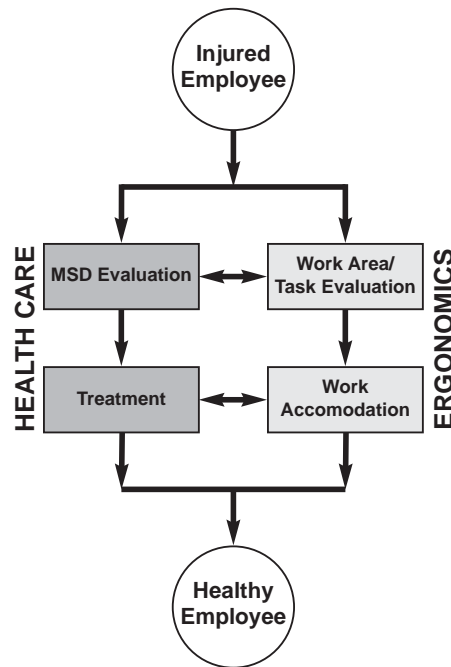 Injured
Employee
HEALTH CARE
MSD Evaluation
Work Area/
Task Evaluation
ERGONOMICS
Treatment
Work
Accomodation
Healthy
Employee